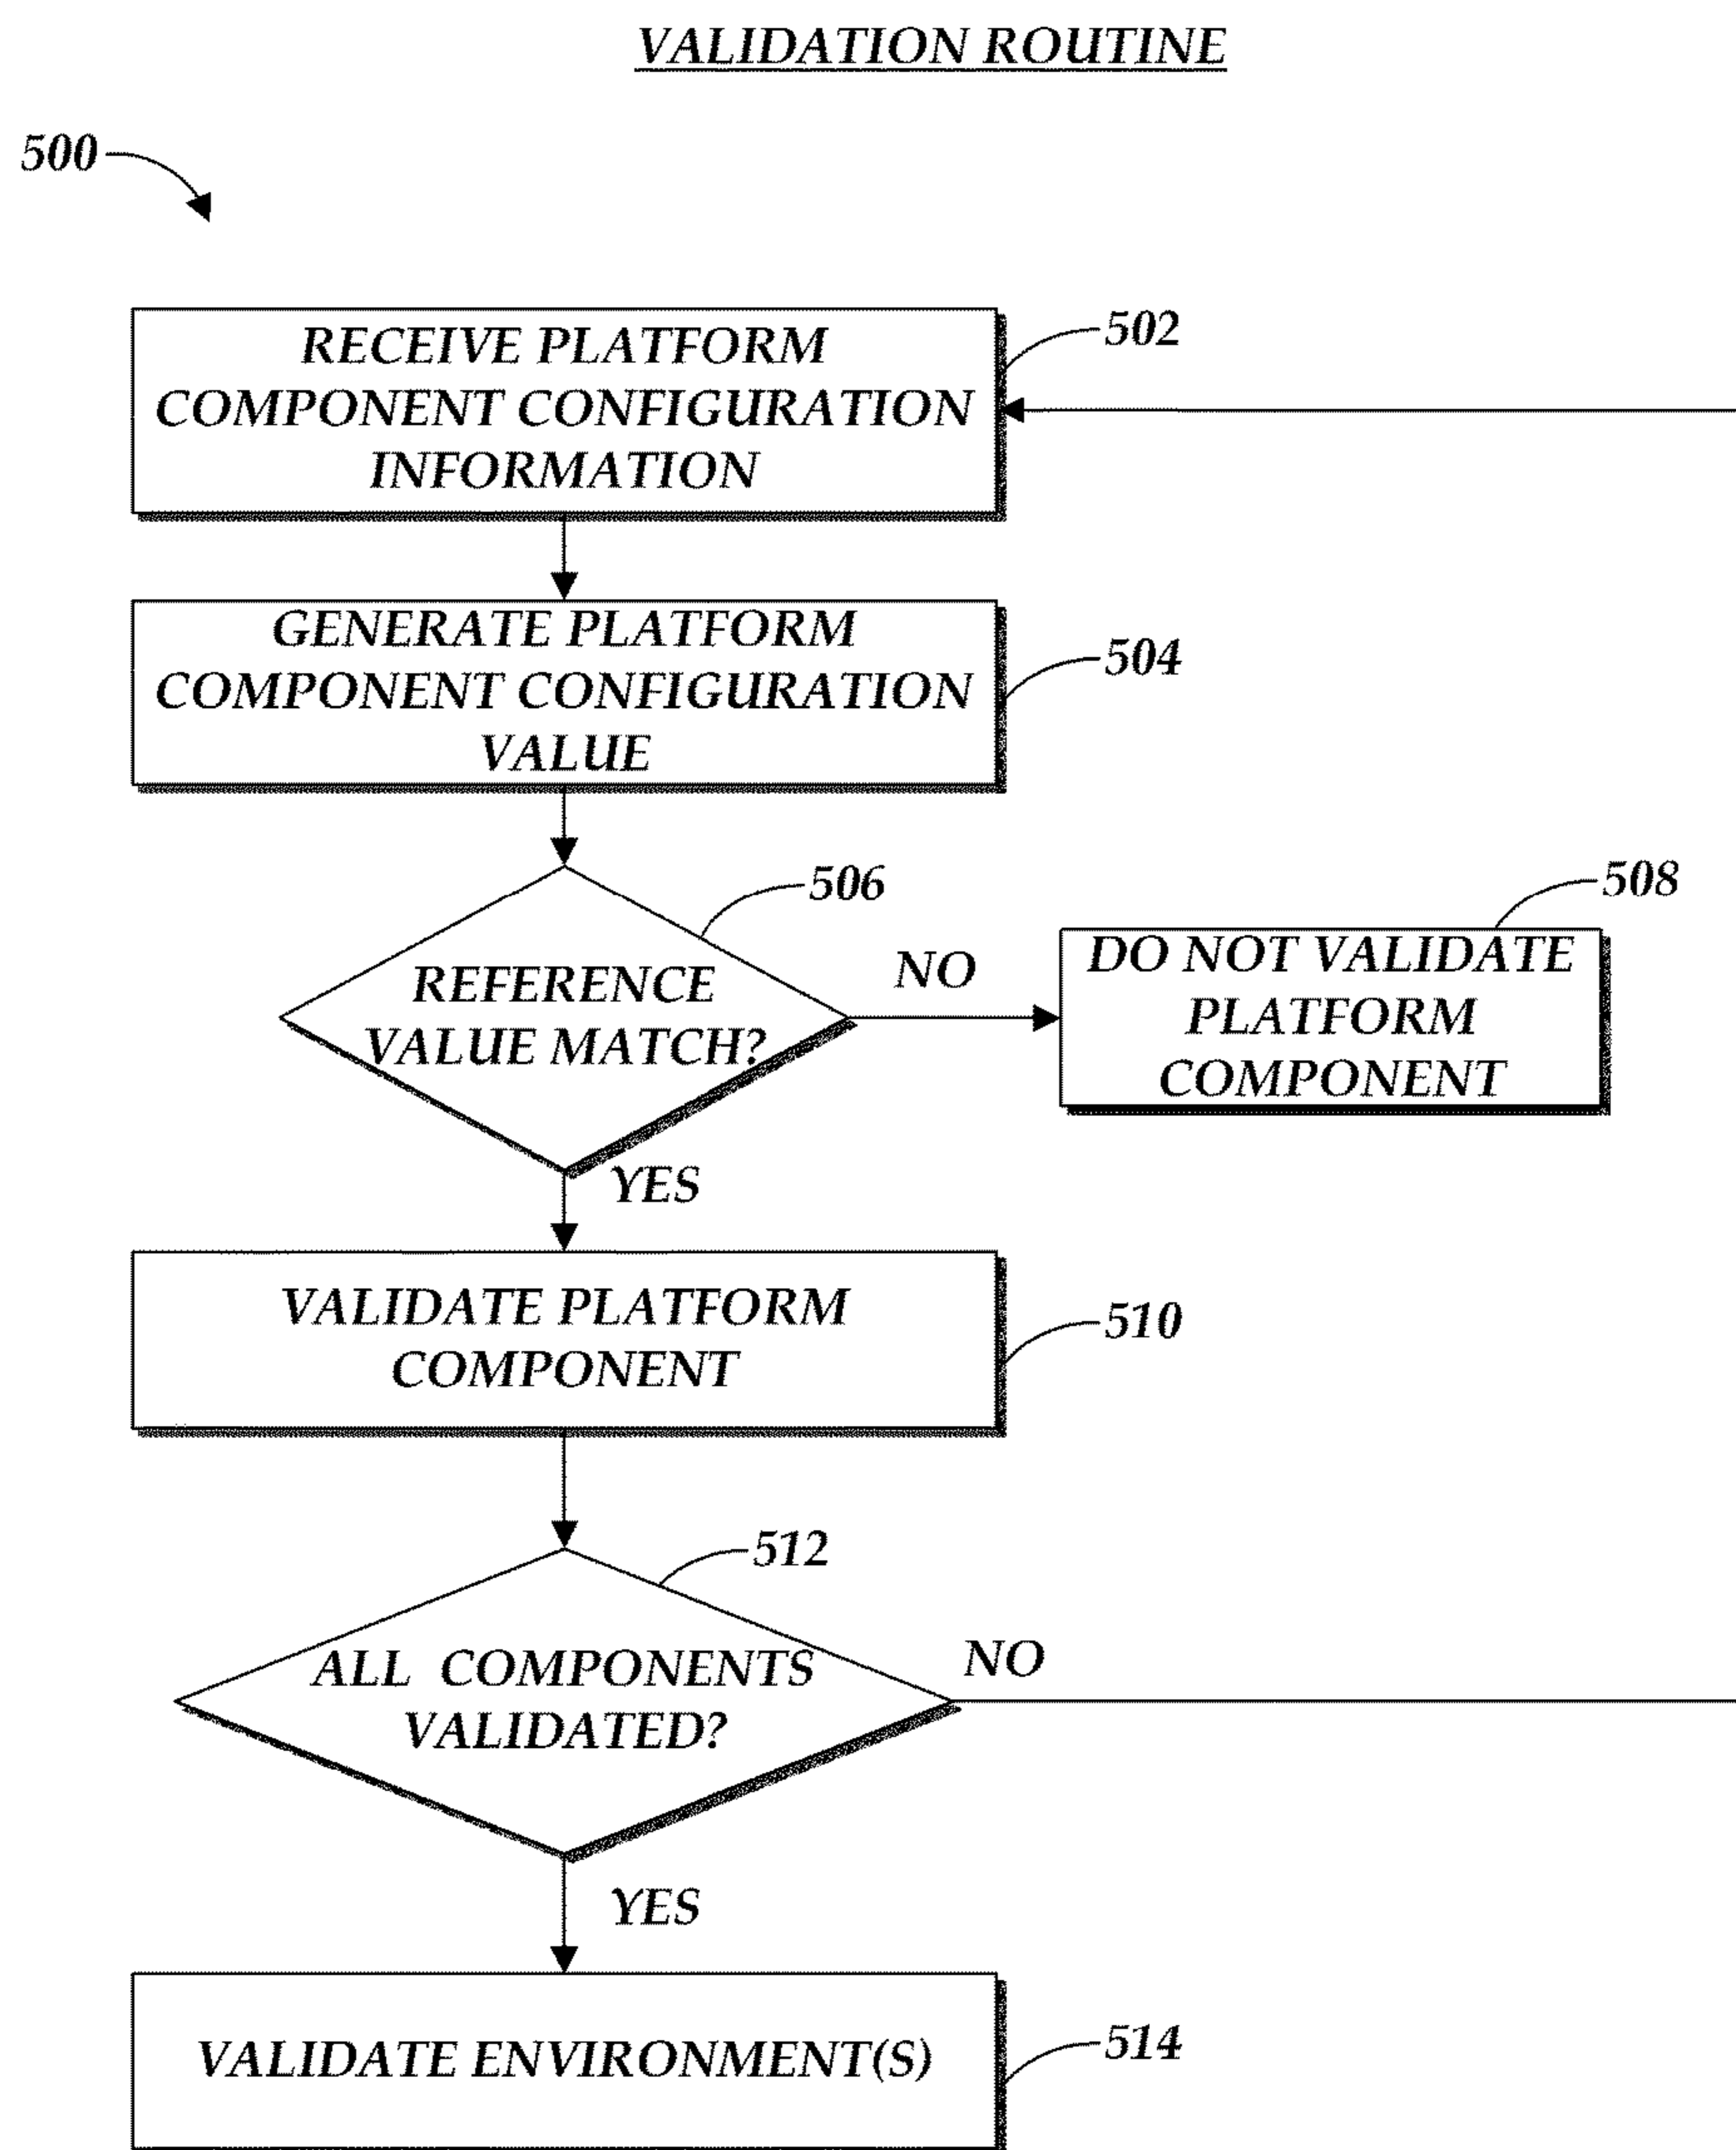 VALIDATION ROUTINE
500
RECEIVE PLATFORM
COMPONENT CONFIGURATION
INFORMATION
502
GENERATE PLATFORM
COMPONENT CONFIGURATION
VALUE
504
506
REFERENCE
VALUE MATCH?
NO
508
DO NOT VALIDATE
PLATFORM
COMPONENT
YES
VALIDATE PLATFORM
COMPONENT
510
512
ALL COMPONENTS
VALIDATED?
NO
YES
VALIDATE ENVIRONMENT(S)
514